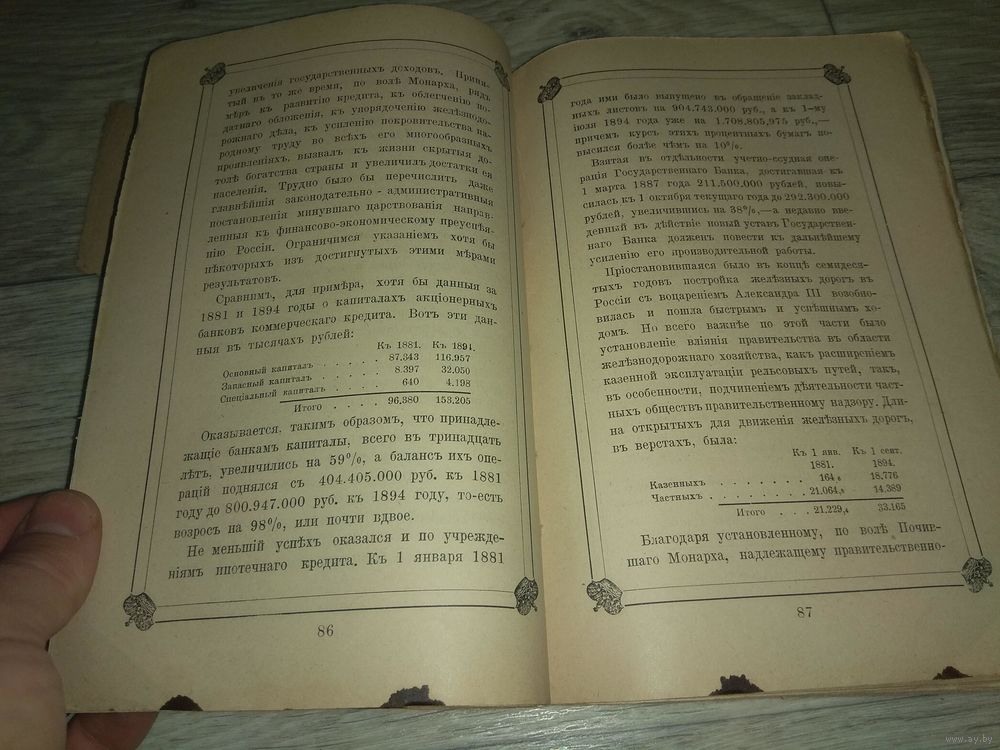 увеличенія государственныхъ доходовъ. Приня-
тый въ то же время, по волѣ Монарха, рядъ
мѣръ къ развитію кредита, къ облегченію по-
датнаго обложенія, къ упорядоченію желѣзнодо-
рожнаго дѣла, къ усиленію покровительства на-
родному труду во всѣхъ его многообразныхъ
проявленіяхъ, вызвалъ къ жизни скрытыя до-
толѣ богатства страны и увеличилъ достатки ея
населенія. Трудно было бы перечислить даже
главнѣйшія законодательно-административныя
постановленія минувшаго царствованія направ-
ленныя къ финансово-экономическому преуспѣя-
нію Россіи. Ограничимся указаніемъ хотя бы
нѣкоторыхъ изъ достигнутыхъ этими мѣрами
результатовъ.
Сравнимъ, для примѣра, хотя бы данныя за
1881 и 1894 годы о капиталахъ акціонерныхъ
банковъ коммерческаго кредита. Вотъ эти дан-
ныя въ тысячахъ рублей:
Къ 1881. Къ 1894.
Основный капиталъ . . . . 87.343 116.957
Запасный капиталъ . . . . 8.397 32.050
Спеціальный капиталъ . . . 640 4.198
Итого . . . . 96,380 153,205
Оказывается, такимъ образомъ, что принадле-
жащіе банкамъ капиталы, всего въ тринадцать
лѣтъ, увеличились на 59%, а балансъ ихъ опе-
рацій поднялся съ 404.405.000 руб. къ 1881
году до 800.947.000 руб. къ 1894 году, то-есть
возросъ на 98%, или почти вдвое.
Не меньшій успѣхъ оказался и по учрежде-
ніямъ ипотечнаго кредита. Къ 1 января 1881
86
года ими было выпущено въ обращеніе заклад-
ныхъ листовъ на 904.743.000 руб., а къ 1-му
іюля 1894 года уже на 1.708.805,975 руб.,—
причемъ курсъ этихъ процентныхъ бумагъ по-
высился болѣе чѣмъ на 10%.
Взятая въ отдѣльности учетно-ссудная опе-
рація Государственнаго Банка, достигавшая къ
1 марта 1887 года 211.500.000 рублей, повы-
силась къ 1 октября текущаго года до 292.300.000
рублей, увеличившись на 38%,—а недавно вве-
денный въ дѣйствіе новый уставъ Государствен-
наго Банка долженъ повести къ дальнѣйшему
усиленію его производительной работы.
Пріостановившаяся было въ концѣ семидеся-
тыхъ годовъ постройка желѣзныхъ дорогъ въ
Россіи съ воцареніемъ Александра III возобно-
вилась и пошла быстрымъ и успѣшнымъ хо-
домъ. Но всего важнѣе по этой части было
установленіе вліянія правительства въ области
желѣзнодорожнаго хозяйства, какъ расширеніемъ
казенной эксплуатаціи рельсовыхъ путей, такъ,
въ особенности, подчиненіемъ дѣятельности част-
ныхъ обществъ правительственному надзору. Дли-
на открытыхъ для движенія желѣзныхъ дорогъ,
въ верстахъ, была:
Къ 1 янв. Къ 1 сент.
1881. 1894.
Казенныхъ . . . . . . . 164,6 18.776
Частныхъ . . . . . . . 21.064,8 14.389
Итого . . . 21.229,4 33.165
Благодаря установленному, по волѣ Почив-
шаго Монарха, надлежащему правительственно-
87
www.ay.by